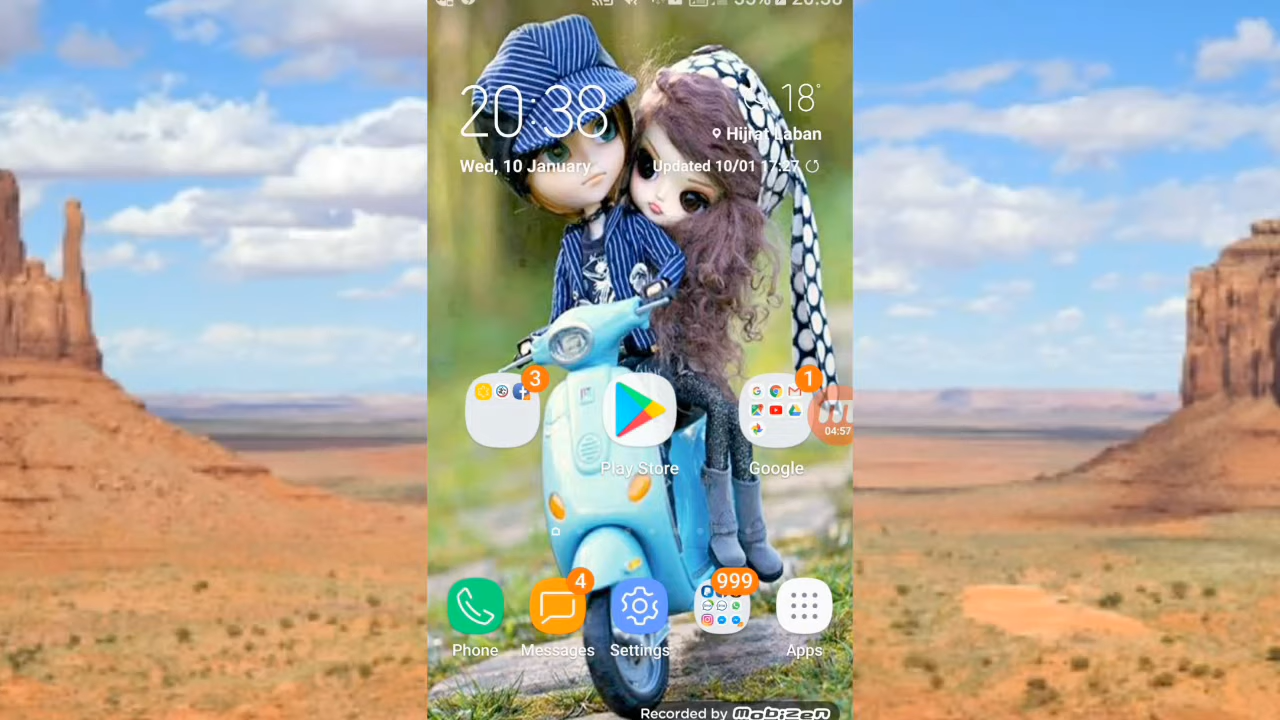 20:38
18°
Hijrat Laban
Wed, 10 January
Updated 10/01 17:27
3
1
04:57
Play Store
Google
4
999
Phone
Messages
Settings
Apps
Recorded by MOBIZEN